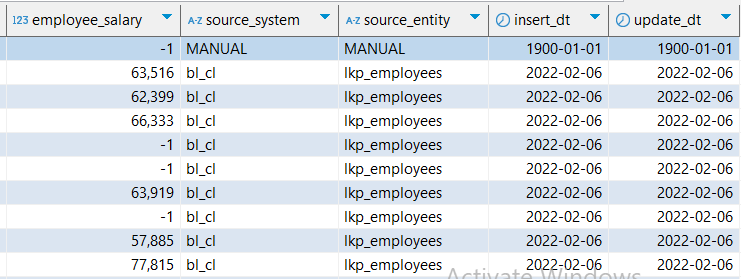 123 employee_salary A-Z source_system A-Z source_entity insert_dt update_dt
-1 MANUAL MANUAL 1900-01-01 1900-01-01
63,516 bl_cl lkp_employees 2022-02-06 2022-02-06
62,399 bl_cl lkp_employees 2022-02-06 2022-02-06
66,333 bl_cl lkp_employees 2022-02-06 2022-02-06
-1 bl_cl lkp_employees 2022-02-06 2022-02-06
-1 bl_cl lkp_employees 2022-02-06 2022-02-06
63,919 bl_cl lkp_employees 2022-02-06 2022-02-06
-1 bl_cl lkp_employees 2022-02-06 2022-02-06
57,885 bl_cl lkp_employees 2022-02-06 2022-02-06
77,815 bl_cl lkp_employees 2022-02-06 2022-02-06
Activate Windows